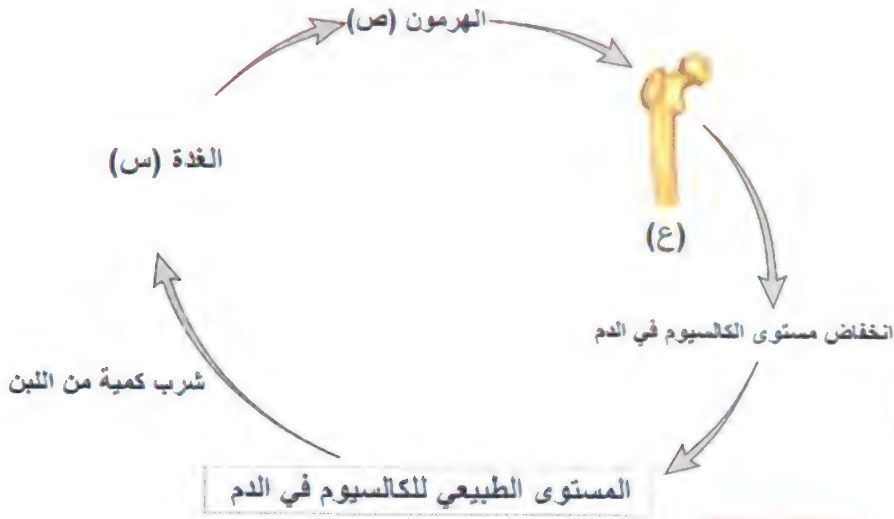 الهرمون (ص)
الغدة (س)
(ع)
انخفاض مستوى الكالسيوم في الدم
شرب كمية من اللبن
المستوى الطبيعي للكالسيوم في الدم